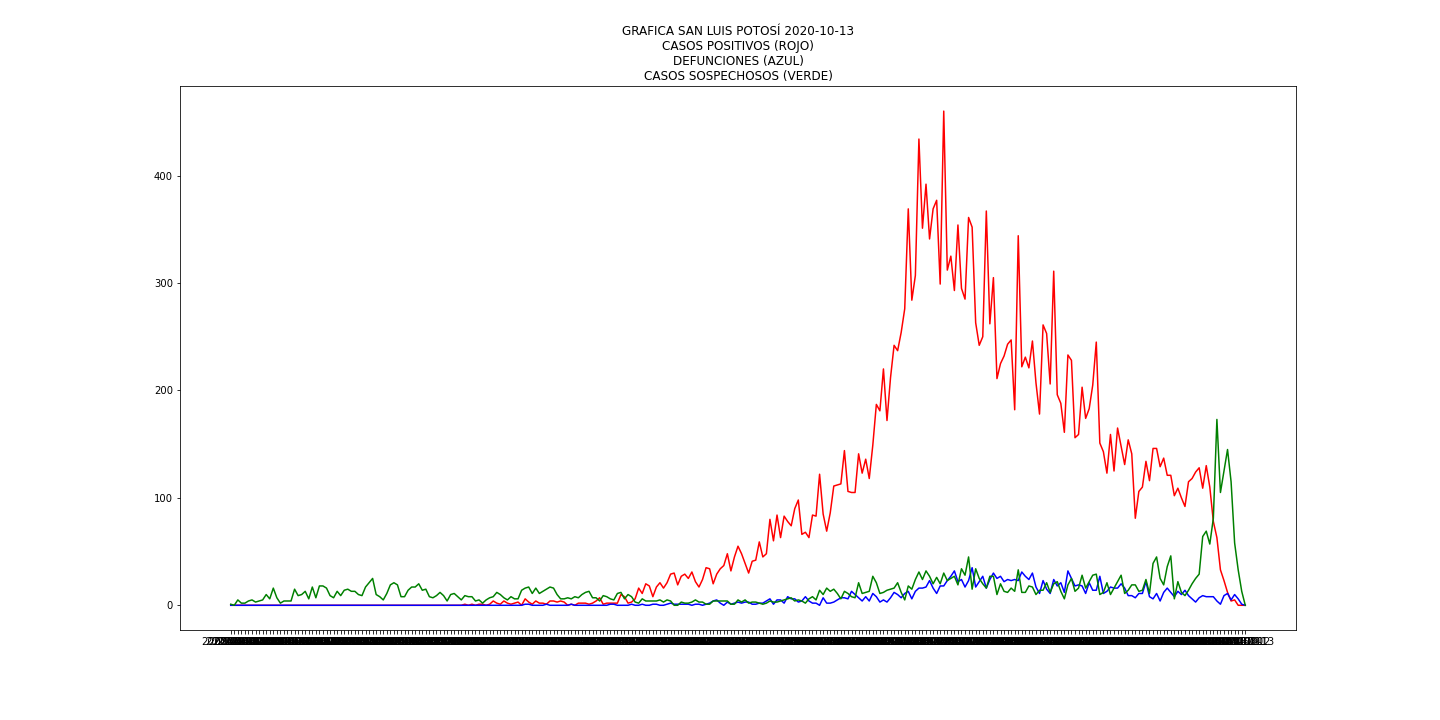 GRAFICA SAN LUIS POTOSÍ 2020-10-13
CASOS POSITIVOS (ROJO)
DEFUNCIONES (AZUL)
CASOS SOSPECHOSOS (VERDE)
400
300
200
100
0